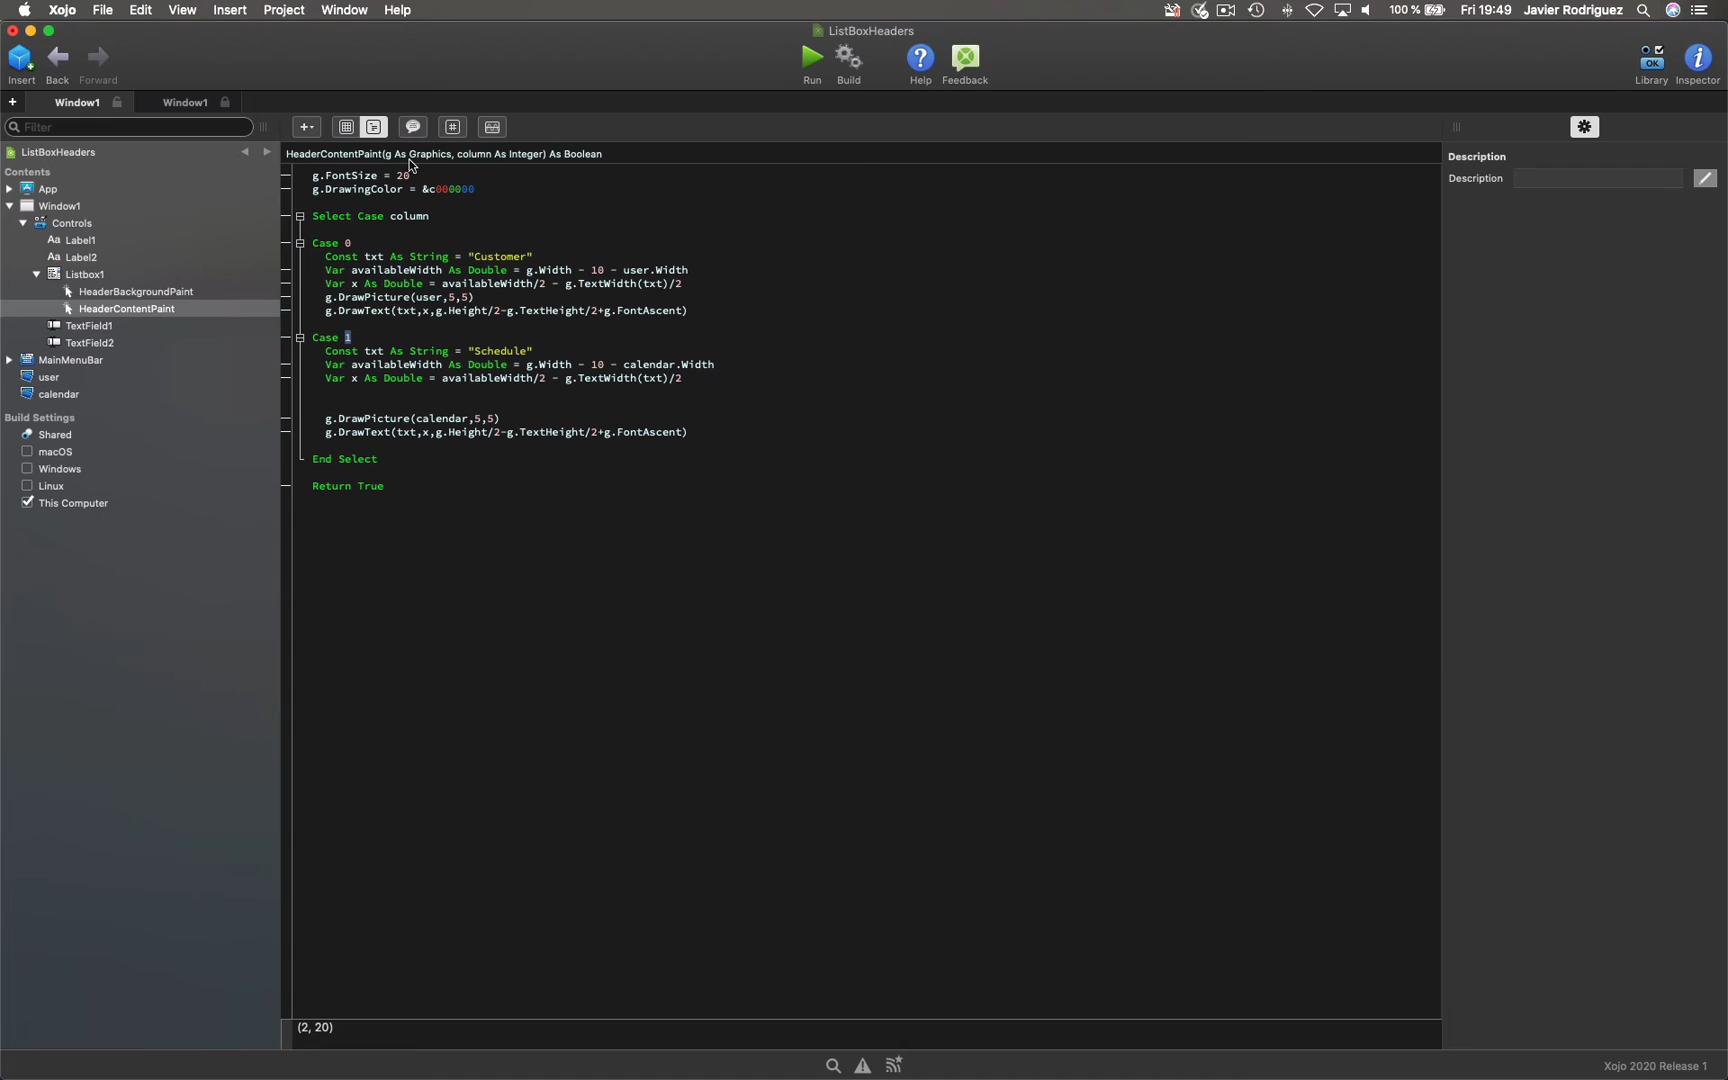 Xojo File Edit View Insert Project Window Help 100 % Fri 19:49 Javier Rodriguez
ListBoxHeaders
Insert Back Forward Run Build Help Feedback Library Inspector
Window1 Window1
Filter
ListBoxHeaders
Contents
App
Window1
Controls
Label1
Label2
Listbox1
HeaderBackgroundPaint
HeaderContentPaint
TextField1
TextField2
MainMenuBar
user
calendar
Build Settings
Shared
macOS
Windows
Linux
This Computer
HeaderContentPaint(g As Graphics, column As Integer) As Boolean
g.FontSize = 20
g.DrawingColor = &c000000
Select Case column
Case 0
Const txt As String = "Customer"
Var availableWidth As Double = g.Width - 10 - user.Width
Var x As Double = availableWidth/2 - g.TextWidth(txt)/2
g.DrawPicture(user,5,5)
g.DrawText(txt,x,g.Height/2-g.TextHeight/2+g.FontAscent)
Case 1
Const txt As String = "Schedule"
Var availableWidth As Double = g.Width - 10 - calendar.Width
Var x As Double = availableWidth/2 - g.TextWidth(txt)/2
g.DrawPicture(calendar,5,5)
g.DrawText(txt,x,g.Height/2-g.TextHeight/2+g.FontAscent)
End Select
Return True
(2, 20)
Description
Description
OK
Xojo 2020 Release 1